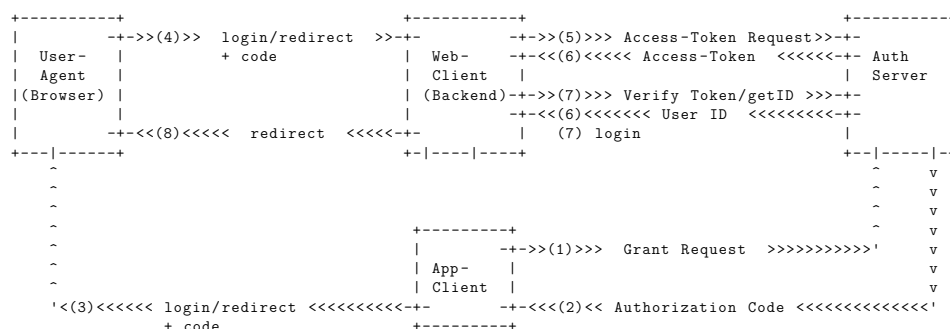 +-----------+                            +-----------+                                +-----------
|          -+->>(4)>>  login/redirect  >>-+-         -+->>(5)>>> Access-Token Request>>-+-
|  User-    |          + code            |  Web-     -+-<<(6)<<<<< Access-Token  <<<<<<-+- Auth
|  Agent    |                            |  Client    |                                |  Server
|(Browser)  |                            | (Backend)-+->>(7)>>> Verify Token/getID >>>-+-
|           |                            |           -+-<<(6)<<<<<<< User ID  <<<<<<<<<-+-
|          -+-<<(8)<<<<<  redirect  <<<<<-+-          |   (7) login                     |
+---|------+                             +-|----|----+                                +--|-----|--
^ ^ v
^ ^ v
^ ^ v
^ +---------+ ^ v
^ |        -+->>(1)>>>  Grant Request  >>>>>>>>>>>' v
^ | App-    | v
^ | Client  | v
'<(3)<<<<<< login/redirect <<<<<<<<<<-+-       -+-<<<(2)<< Authorization Code <<<<<<<<<<<<<<'
+ code                +---------+